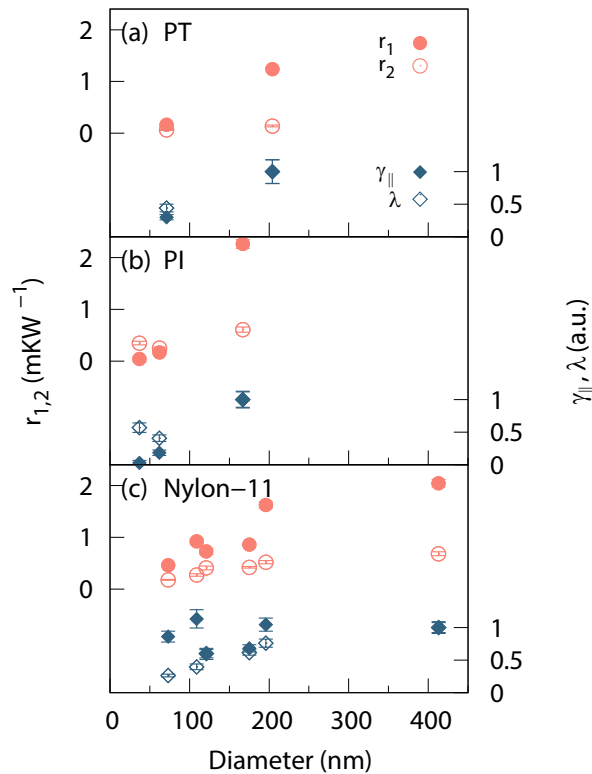 (a) PT
r₁
r₂
2
1
0
γ||
λ
1
0.5
0
(b) PI
2
1
0
1
0.5
0
(c) Nylon−11
2
1
0
1
0.5
0
0 100 200 300 400
Diameter (nm)
r₁,₂ (mKW ⁻¹)
γ||, λ (a.u.)